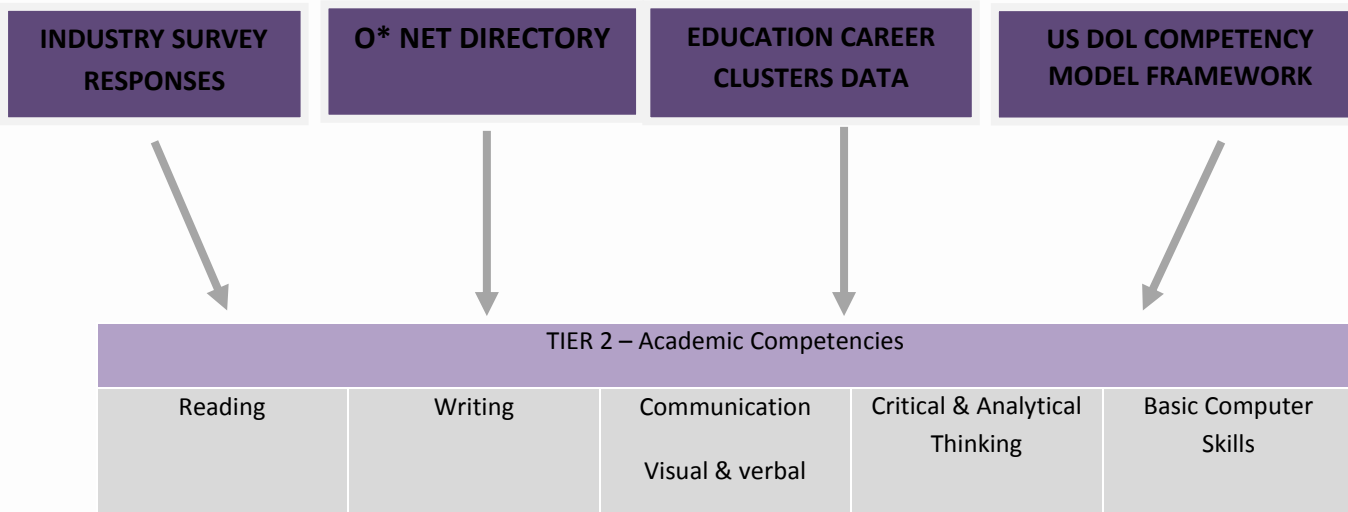 INDUSTRY SURVEY
RESPONSES
O* NET DIRECTORY
EDUCATION CAREER
CLUSTERS DATA
US DOL COMPETENCY
MODEL FRAMEWORK
TIER 2 – Academic Competencies
Reading
Writing
Communication
Visual & verbal
Critical & Analytical
Thinking
Basic Computer
Skills